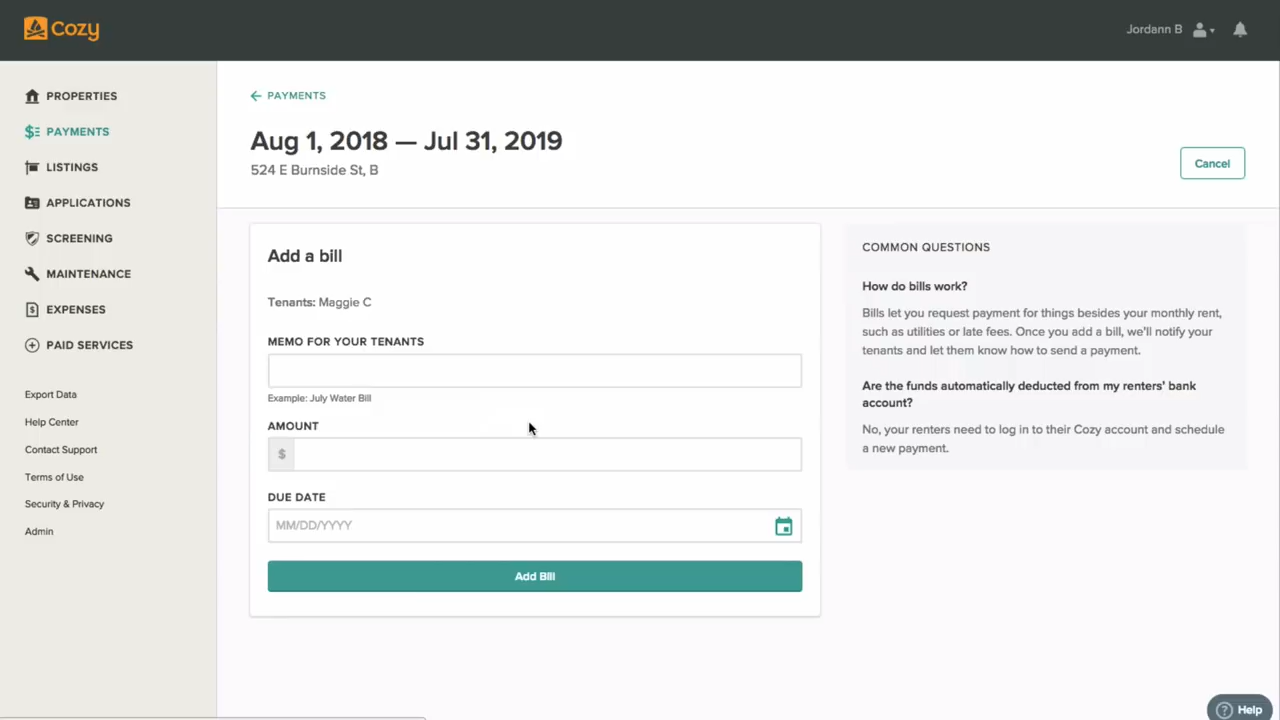 Cozy
Jordann B
PROPERTIES
PAYMENTS
LISTINGS
APPLICATIONS
SCREENING
MAINTENANCE
EXPENSES
PAID SERVICES
Export Data
Help Center
Contact Support
Terms of Use
Security & Privacy
Admin
← PAYMENTS
Aug 1, 2018 — Jul 31, 2019
524 E Burnside St, B
Cancel
Add a bill
Tenants: Maggie C
MEMO FOR YOUR TENANTS
Example: July Water Bill
AMOUNT
$
DUE DATE
MM/DD/YYYY
Add Bill
COMMON QUESTIONS
How do bills work?
Bills let you request payment for things besides your monthly rent,
such as utilities or late fees. Once you add a bill, we'll notify your
tenants and let them know how to send a payment.
Are the funds automatically deducted from my renters' bank
account?
No, your renters need to log in to their Cozy account and schedule
a new payment.
? Help